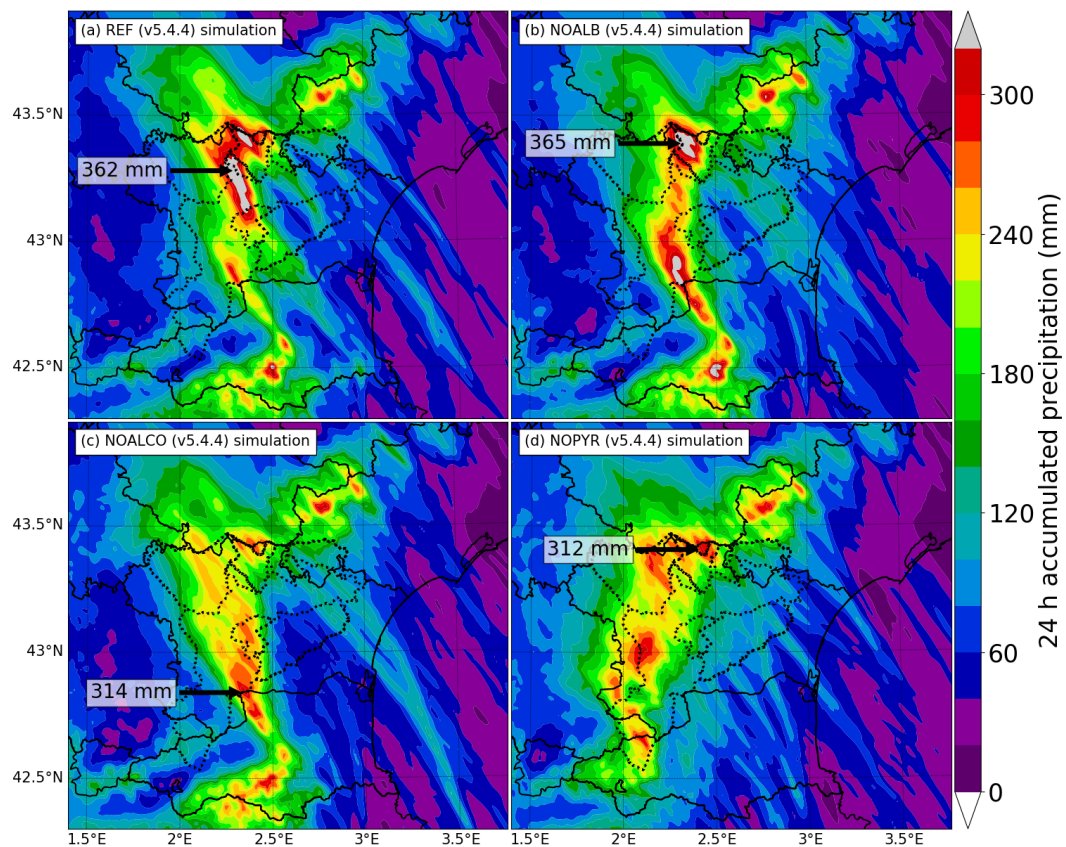 (a) REF (v5.4.4) simulation
(b) NOALB (v5.4.4) simulation
362 mm
365 mm
43.5°N
43°N
42.5°N
(c) NOALCO (v5.4.4) simulation
(d) NOPYR (v5.4.4) simulation
314 mm
312 mm
43.5°N
43°N
42.5°N
1.5°E 2°E 2.5°E 3°E 3.5°E
1.5°E 2°E 2.5°E 3°E 3.5°E
300
240
180
120
60
0
24 h accumulated precipitation (mm)